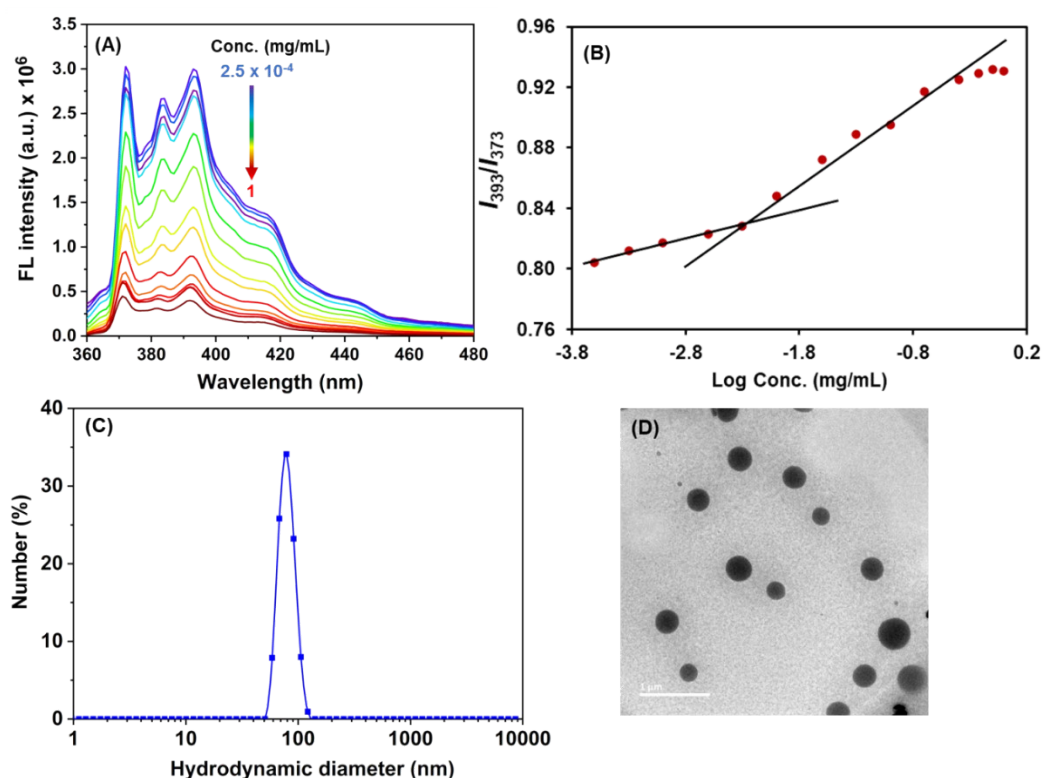 (A)
FL intensity (a.u.) x 10⁶
3.5
3.0
2.5
2.0
1.5
1.0
0.5
0.0
Conc. (mg/mL)
2.5 x 10⁻⁴
1
360 380 400 420 440 460 480
Wavelength (nm)
(B)
I₃₉₃/I₃₇₃
0.96
0.92
0.88
0.84
0.80
0.76
-3.8 -2.8 -1.8 -0.8 0.2
Log Conc. (mg/mL)
(C)
Number (%)
40
30
20
10
0
1 10 100 1000 10000
Hydrodynamic diameter (nm)
(D)
1 µm